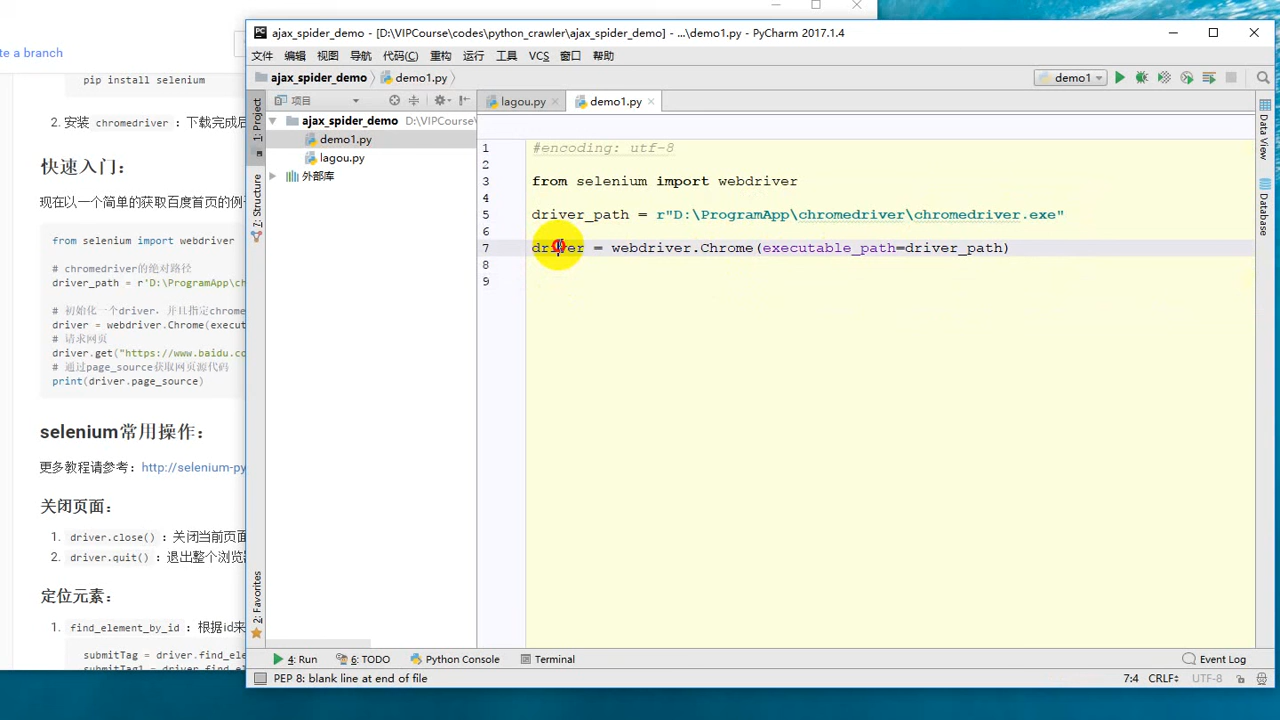 te a branch
pip install selenium
2. 安装 chromedriver：下载完成后
快速入门：
现在以一个简单的获取百度首页的例
from selenium import webdriver
# chromedriver的绝对路径
driver_path = r'D:\ProgramApp\ch
# 初始化一个driver，并且指定chrome
driver = webdriver.Chrome(execut
# 请求网页
driver.get("https://www.baidu.co
# 通过page_source获取网页源代码
print(driver.page_source)
selenium常用操作：
更多教程请参考：http://selenium-py
关闭页面：
1. driver.close()：关闭当前页面
2. driver.quit()：退出整个浏览器
定位元素：
1. find_element_by_id：根据id来
submitTag = driver.find_ele
submitTag1 = driver.find_el
ajax_spider_demo - [D:\VIPCourse\codes\python_crawler\ajax_spider_demo] - ...\demo1.py - PyCharm 2017.1.4
文件 编辑 视图 导航 代码(C) 重构 运行 工具 VCS 窗口 帮助
ajax_spider_demo demo1.py demo1
1: Project
7: Structure
2: Favorites
项目
ajax_spider_demo D:\VIPCourse\
demo1.py
lagou.py
外部库
lagou.py demo1.py
1 #encoding: utf-8
2
3 from selenium import webdriver
4
5 driver_path = r"D:\ProgramApp\chromedriver\chromedriver.exe"
6
7 driver = webdriver.Chrome(executable_path=driver_path)
8
9
Data View
Database
4: Run 6: TODO Python Console Terminal Event Log
PEP 8: blank line at end of file 7:4 CRLF UTF-8